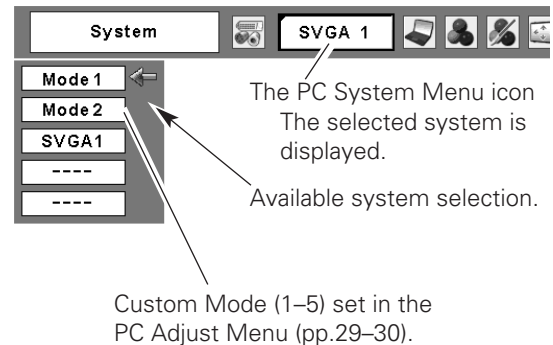 System
SVGA 1
Mode 1
Mode 2
SVGA1
----
----
The PC System Menu icon
The selected system is
displayed.
Available system selection.
Custom Mode (1–5) set in the
PC Adjust Menu (pp.29–30).